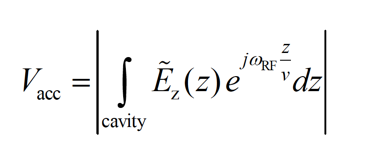 V_acc = | ∫_cavity Ẽ_z(z) e^{jω_RF z/v} dz |